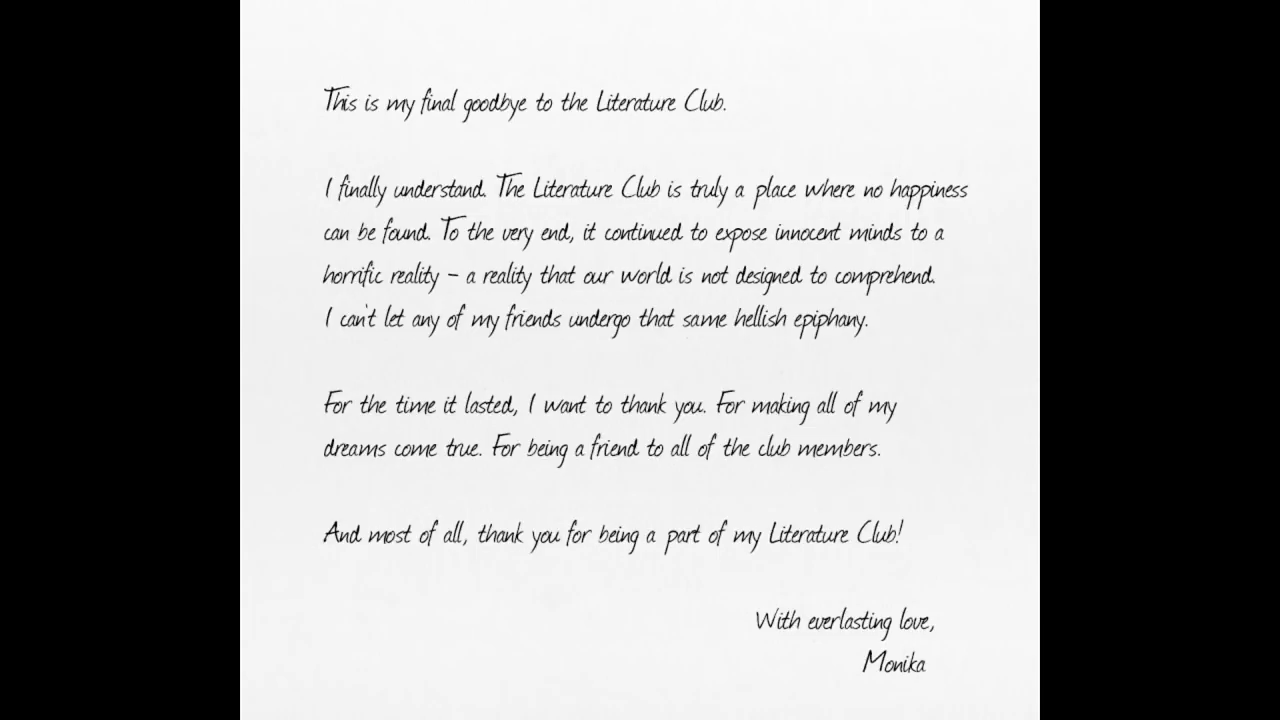 This is my final goodbye to the Literature Club.
I finally understand. The Literature Club is truly a place where no happiness
can be found. To the very end, it continued to expose innocent minds to a
horrific reality - a reality that our world is not designed to comprehend.
I can't let any of my friends undergo that same hellish epiphany.
For the time it lasted, I want to thank you. For making all of my
dreams come true. For being a friend to all of the club members.
And most of all, thank you for being a part of my Literature Club!
With everlasting love,
Monika